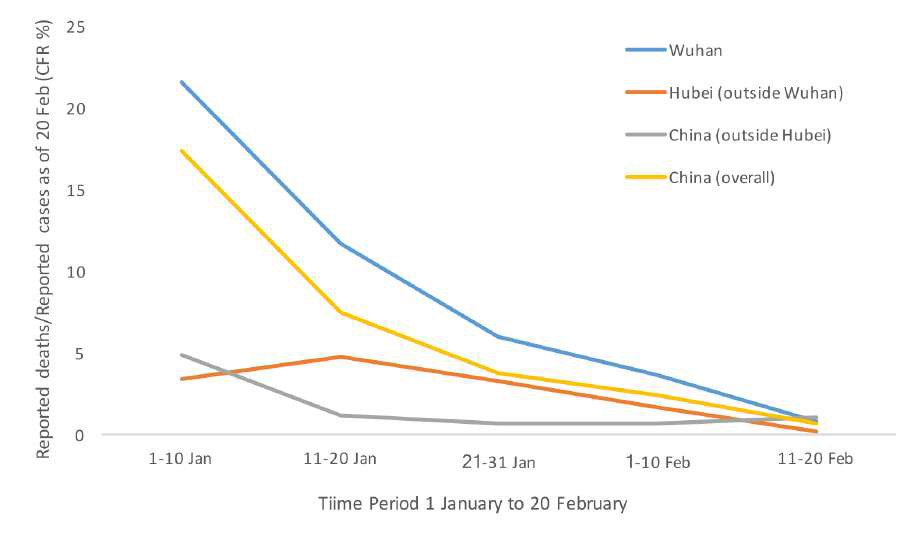 Reported deaths/Reported cases as of 20 Feb (CFR %)
25
20
15
10
5
0
Wuhan
Hubei (outside Wuhan)
China (outside Hubei)
China (overall)
1-10 Jan
11-20 Jan
21-31 Jan
1-10 Feb
11-20 Feb
Tiime Period 1 January to 20 February